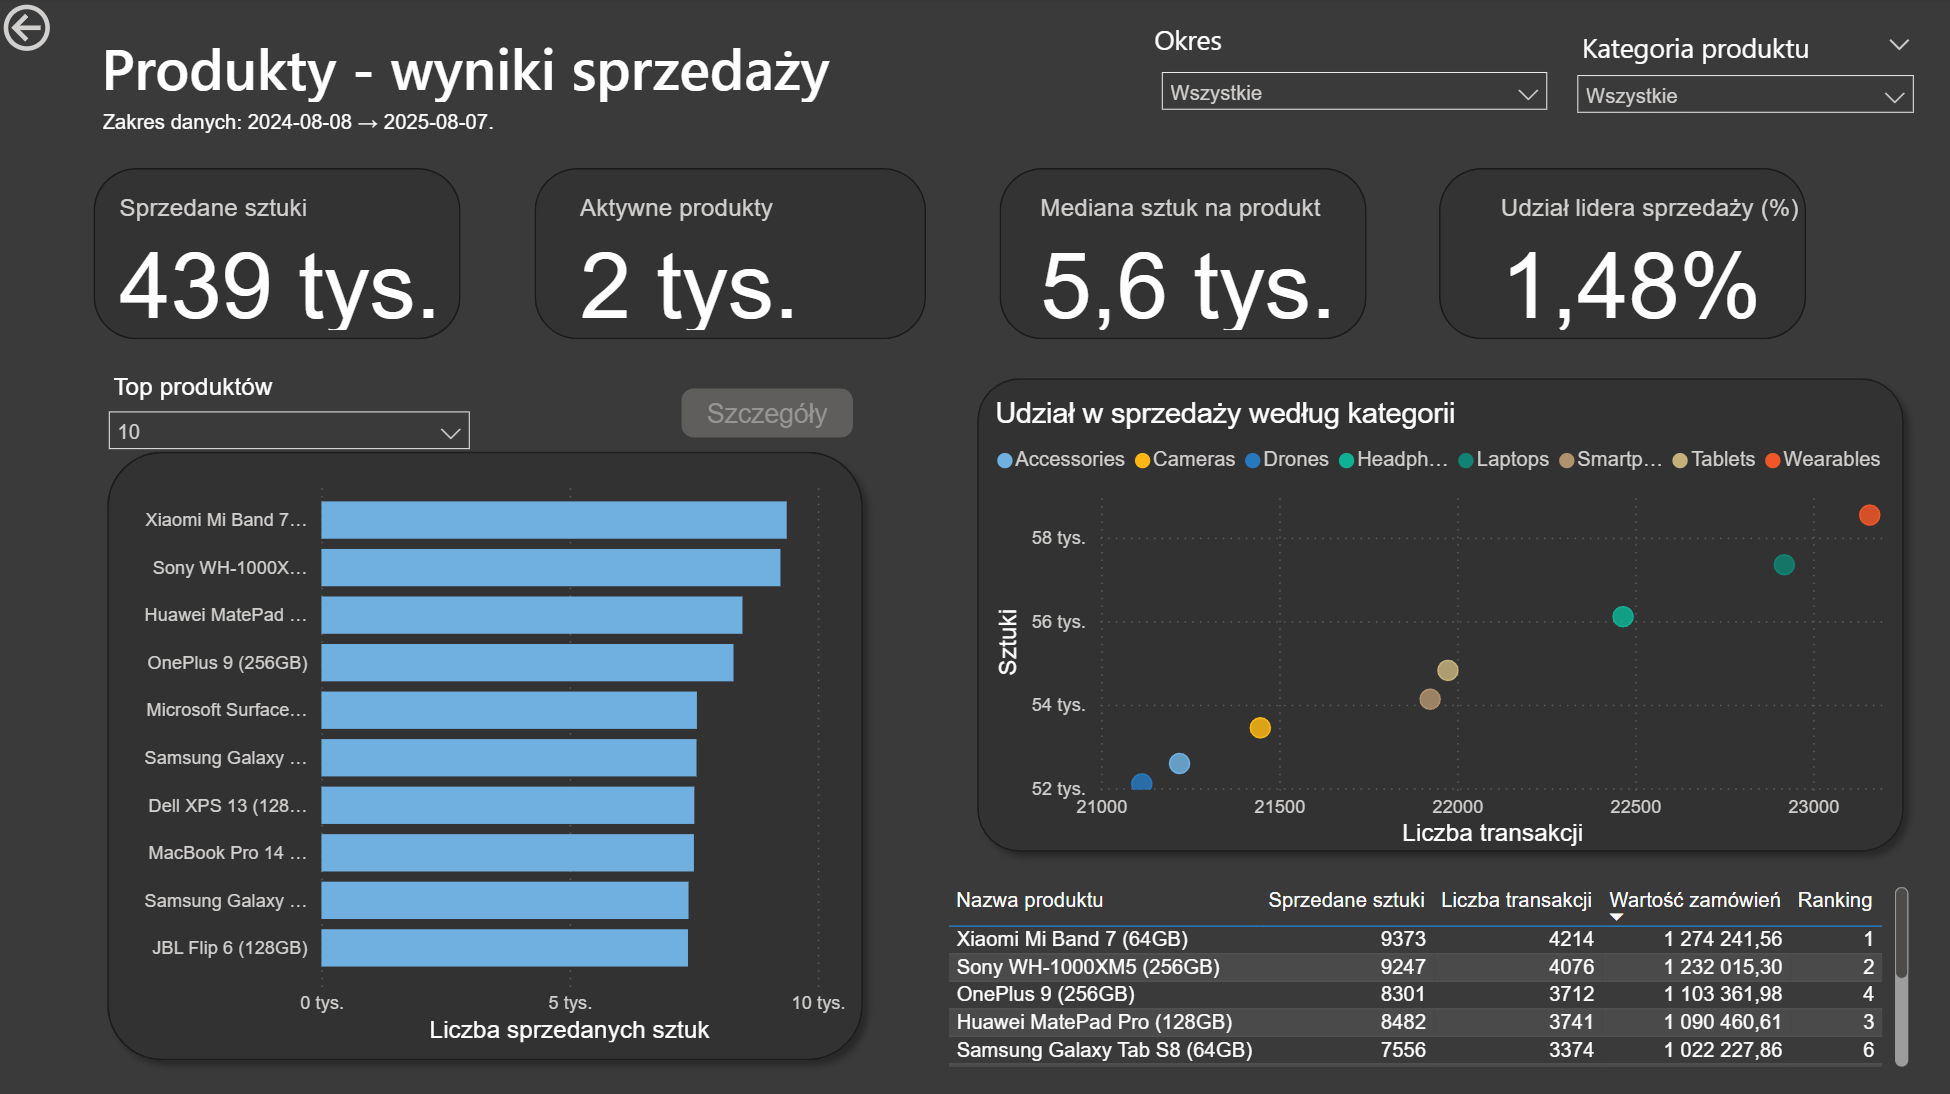 Produkty - wyniki sprzedaży
Zakres danych: 2024-08-08 → 2025-08-07.
Okres
Wszystkie
Kategoria produktu
Wszystkie
Sprzedane sztuki
439 tys.
Aktywne produkty
2 tys.
Mediana sztuk na produkt
5,6 tys.
Udział lidera sprzedaży (%)
1,48%
Top produktów
10
Szczegóły
Xiaomi Mi Band 7…
Sony WH-1000X…
Huawei MatePad …
OnePlus 9 (256GB)
Microsoft Surface…
Samsung Galaxy …
Dell XPS 13 (128…
MacBook Pro 14 …
Samsung Galaxy …
JBL Flip 6 (128GB)
0 tys. 5 tys. 10 tys.
Liczba sprzedanych sztuk
Udział w sprzedaży według kategorii
Accessories Cameras Drones Headph… Laptops Smartp… Tablets Wearables
Sztuki
58 tys.
56 tys.
54 tys.
52 tys.
21000 21500 22000 22500 23000
Liczba transakcji
Nazwa produktu Sprzedane sztuki Liczba transakcji Wartość zamówień Ranking
Xiaomi Mi Band 7 (64GB) 9373 4214 1 274 241,56 1
Sony WH-1000XM5 (256GB) 9247 4076 1 232 015,30 2
OnePlus 9 (256GB) 8301 3712 1 103 361,98 4
Huawei MatePad Pro (128GB) 8482 3741 1 090 460,61 3
Samsung Galaxy Tab S8 (64GB) 7556 3374 1 022 227,86 6